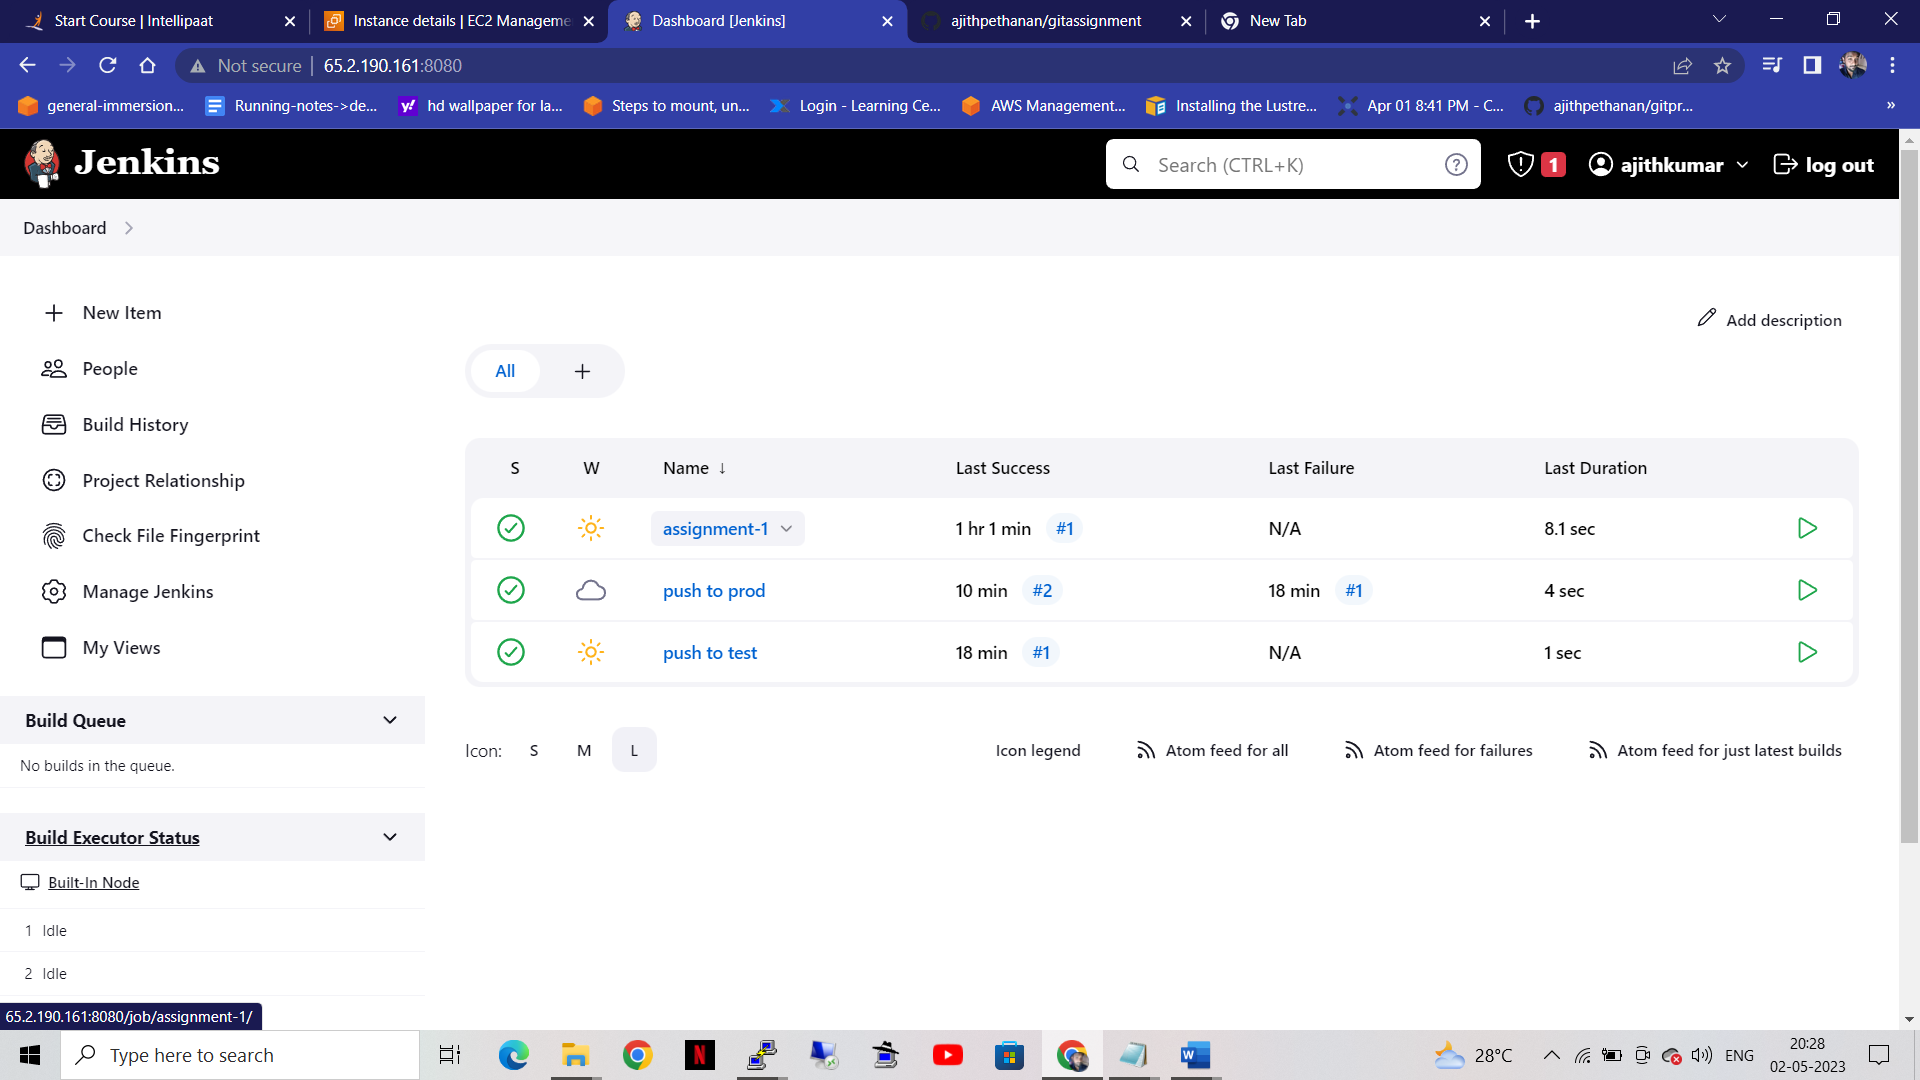 Start Course | Intellipaat
Instance details | EC2 Manageme
Dashboard [Jenkins]
ajithpethanan/gitassignment
New Tab
Not secure
65.2.190.161:8080
general-immersion...
Running-notes->de...
hd wallpaper for la...
Steps to mount, un...
Login - Learning Ce...
AWS Management...
Installing the Lustre...
Apr 01 8:41 PM - C...
ajithpethanan/gitpr...
»
Jenkins
Search (CTRL+K)
1
ajithkumar
log out
Dashboard
New Item
People
Build History
Project Relationship
Check File Fingerprint
Manage Jenkins
My Views
Build Queue
No builds in the queue.
Build Executor Status
Built-In Node
1 Idle
2 Idle
65.2.190.161:8080/job/assignment-1/
Add description
All +
S W Name ↓ Last Success Last Failure Last Duration
assignment-1 1 hr 1 min #1 N/A 8.1 sec
push to prod 10 min #2 18 min #1 4 sec
push to test 18 min #1 N/A 1 sec
Icon: S M L
Icon legend
Atom feed for all
Atom feed for failures
Atom feed for just latest builds
Type here to search
28°C
ENG
20:28
02-05-2023